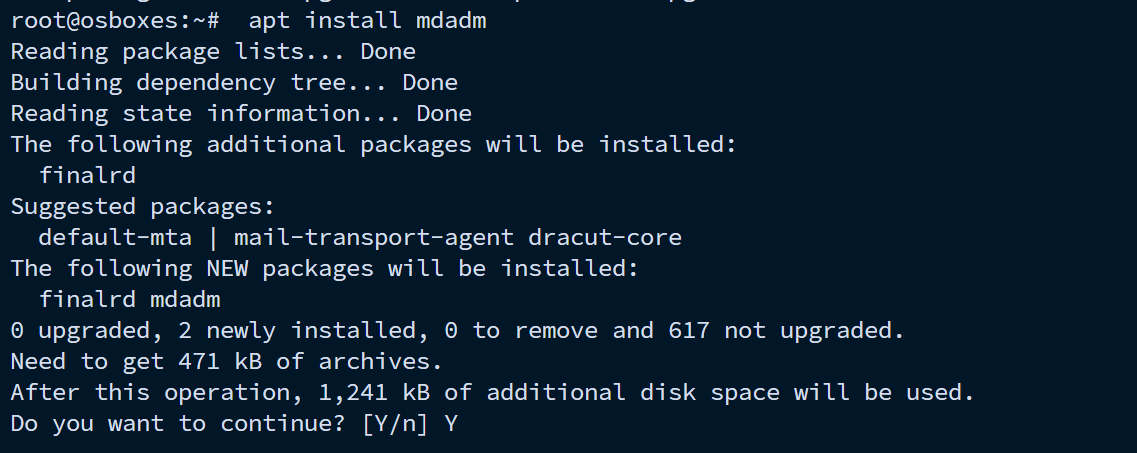 root@osboxes:~#  apt install mdadm
Reading package lists... Done
Building dependency tree... Done
Reading state information... Done
The following additional packages will be installed:
  finalrd
Suggested packages:
  default-mta | mail-transport-agent dracut-core
The following NEW packages will be installed:
  finalrd mdadm
0 upgraded, 2 newly installed, 0 to remove and 617 not upgraded.
Need to get 471 kB of archives.
After this operation, 1,241 kB of additional disk space will be used.
Do you want to continue? [Y/n] Y